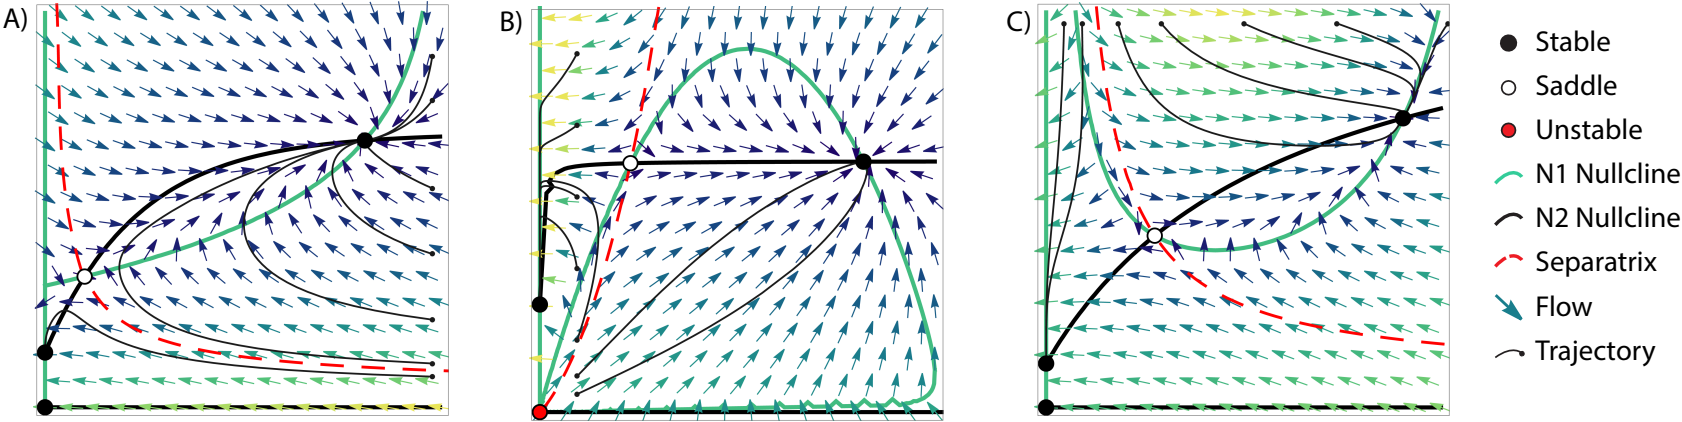 A)
B)
C)
Stable
Saddle
Unstable
N1 Nullcline
N2 Nullcline
Separatrix
Flow
Trajectory